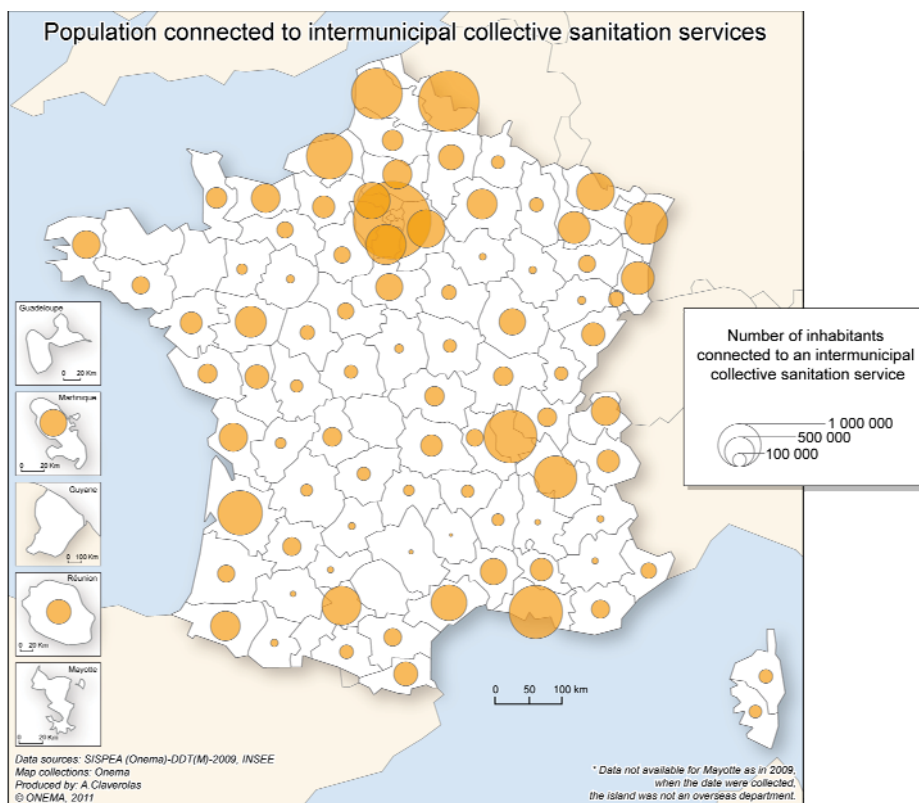 Population connected to intermunicipal collective sanitation services
Guadeloupe
0 20 Km
Martinique
0 20 Km
Guyane
0 100 Km
Réunion
0 20 Km
Mayotte
0 20 Km
Number of inhabitants
connected to an intermunicipal
collective sanitation service
1 000 000
500 000
100 000
0 50 100 km
Data sources: SISPEA (Onema)-DDT(M)-2009, INSEE
Map collections: Onema
Produced by: A.Claverolas
© ONEMA, 2011
* Data not available for Mayotte as in 2009,
when the date were collected,
the island was not an overseas department.